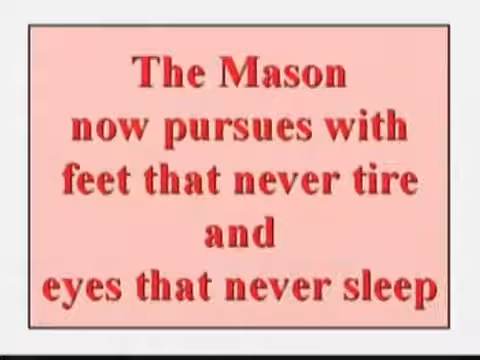 The Mason
now pursues with
feet that never tire
and
eyes that never sleep